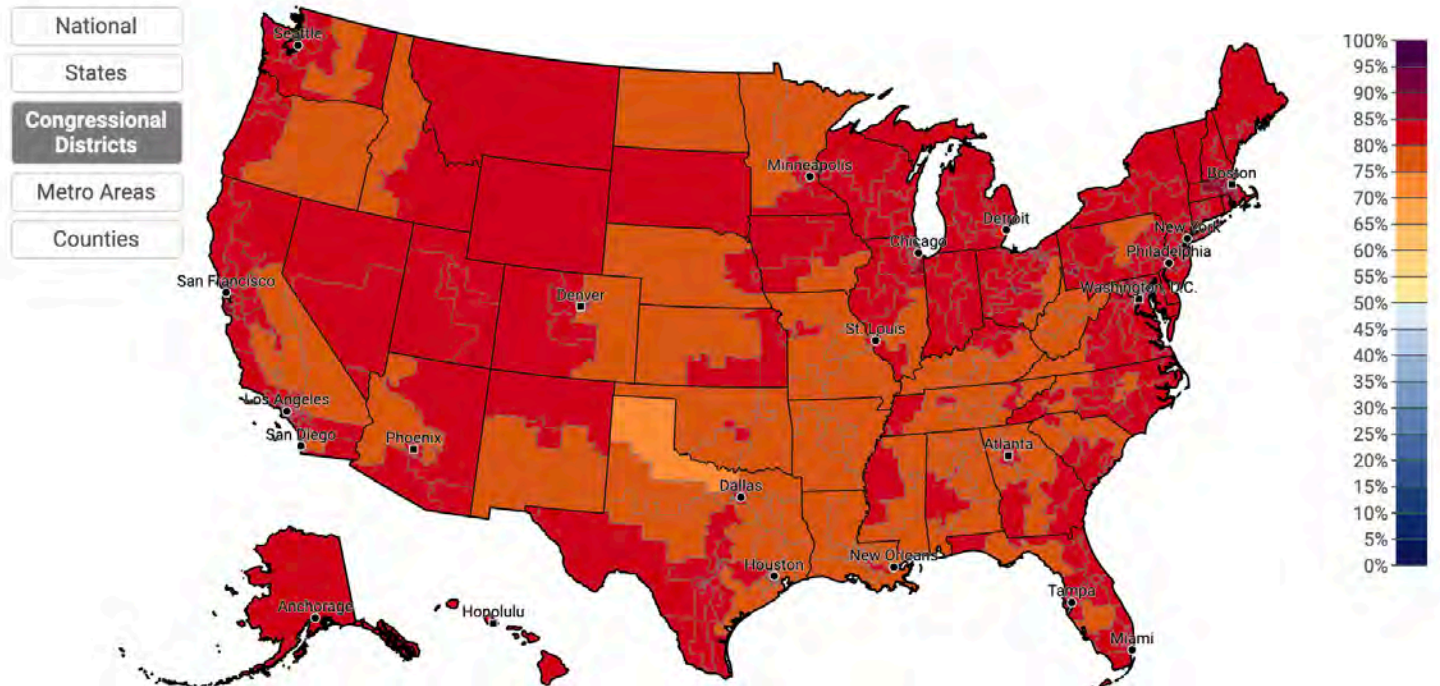 National
States
Congressional
Districts
Metro Areas
Counties
Seattle
Minneapolis
Boston
Detroit
New York
Chicago
Philadelphia
San Francisco
Denver
Washington, D.C.
St. Louis
Los Angeles
San Diego
Phoenix
Atlanta
Dallas
New Orleans
Houston
Tampa
Anchorage
Honolulu
Miami
100%
95%
90%
85%
80%
75%
70%
65%
60%
55%
50%
45%
40%
35%
30%
25%
20%
15%
10%
5%
0%